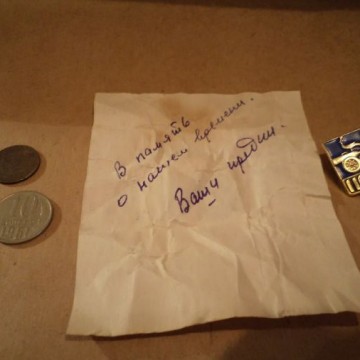 В память
о нашем времени.
Ваши предки.
10